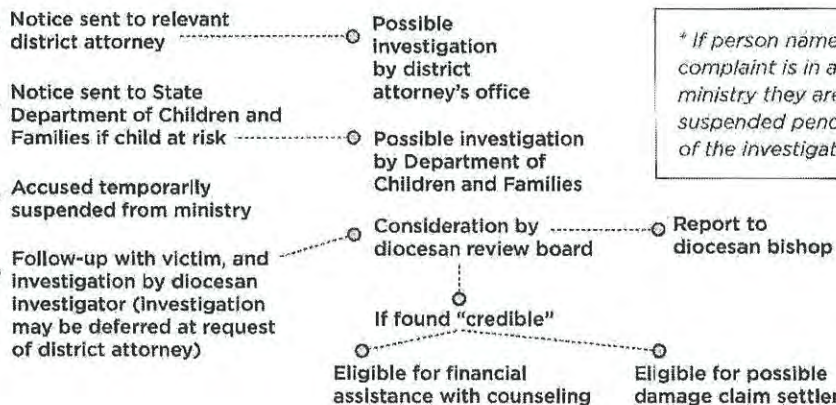 Notice sent to relevant
district attorney
Possible
investigation
by district
attorney's office
* If person name
complaint is in a
ministry they are
suspended pend
of the investigat
Notice sent to State
Department of Children and
Families if child at risk
Possible investigation
by Department of
Children and Families
Accused temporarily
suspended from ministry
Consideration by
diocesan review board
Report to
diocesan bishop
Follow-up with victim, and
investigation by diocesan
investigator (investigation
may be deferred at request
of district attorney)
If found "credible"
Eligible for financial
assistance with counseling
Eligible for possible
damage claim settler